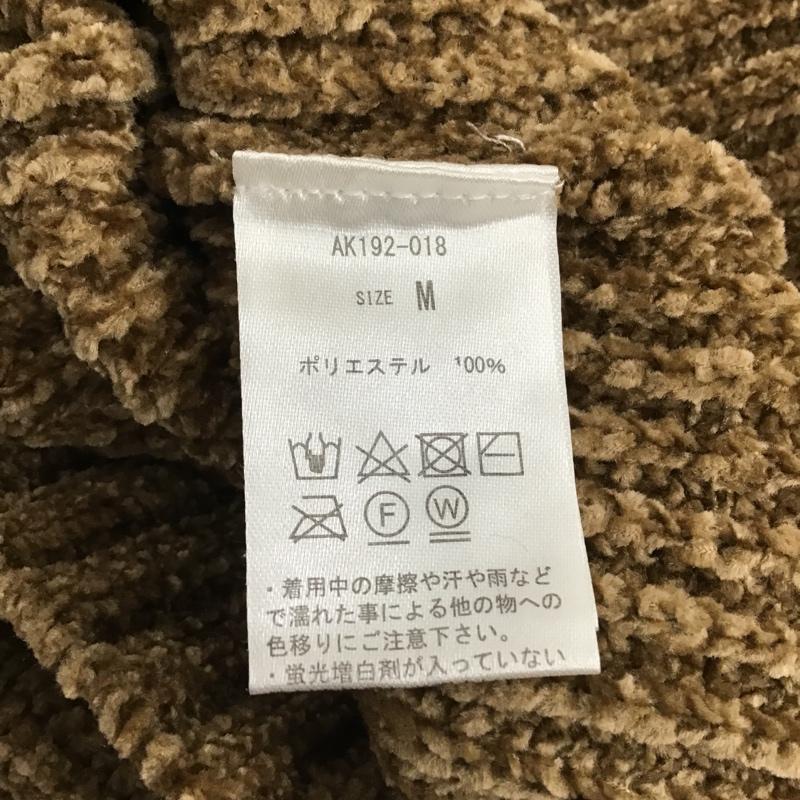 AK192-018
SIZE M
ポリエステル 100%
F W
・着用中の摩擦や汗や雨など
で濡れた事による他の物への
色移りにご注意下さい。
・蛍光増白剤が入っていない